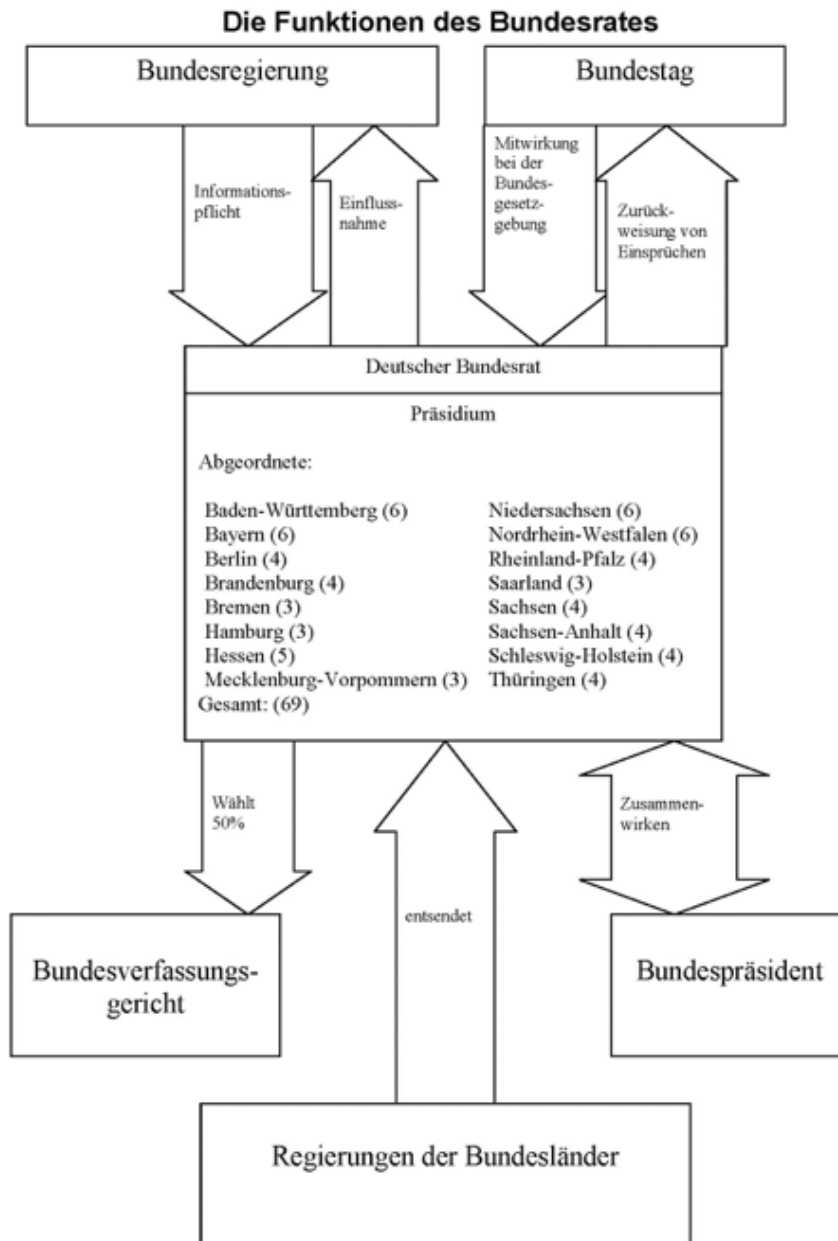 Die Funktionen des Bundesrates
Bundesregierung
Bundestag
Informations-
pflicht
Einfluss-
nahme
Mitwirkung
bei der
Bundes-
gesetz-
gebung
Zurück-
weisung von
Einsprüchen
Deutscher Bundesrat
Präsidium
Abgeordnete:
Baden-Württemberg (6)
Bayern (6)
Berlin (4)
Brandenburg (4)
Bremen (3)
Hamburg (3)
Hessen (5)
Mecklenburg-Vorpommern (3)
Gesamt: (69)
Niedersachsen (6)
Nordrhein-Westfalen (6)
Rheinland-Pfalz (4)
Saarland (3)
Sachsen (4)
Sachsen-Anhalt (4)
Schleswig-Holstein (4)
Thüringen (4)
Wählt
50%
entsendet
Zusammen-
wirken
Bundesverfassungs-
gericht
Bundespräsident
Regierungen der Bundesländer